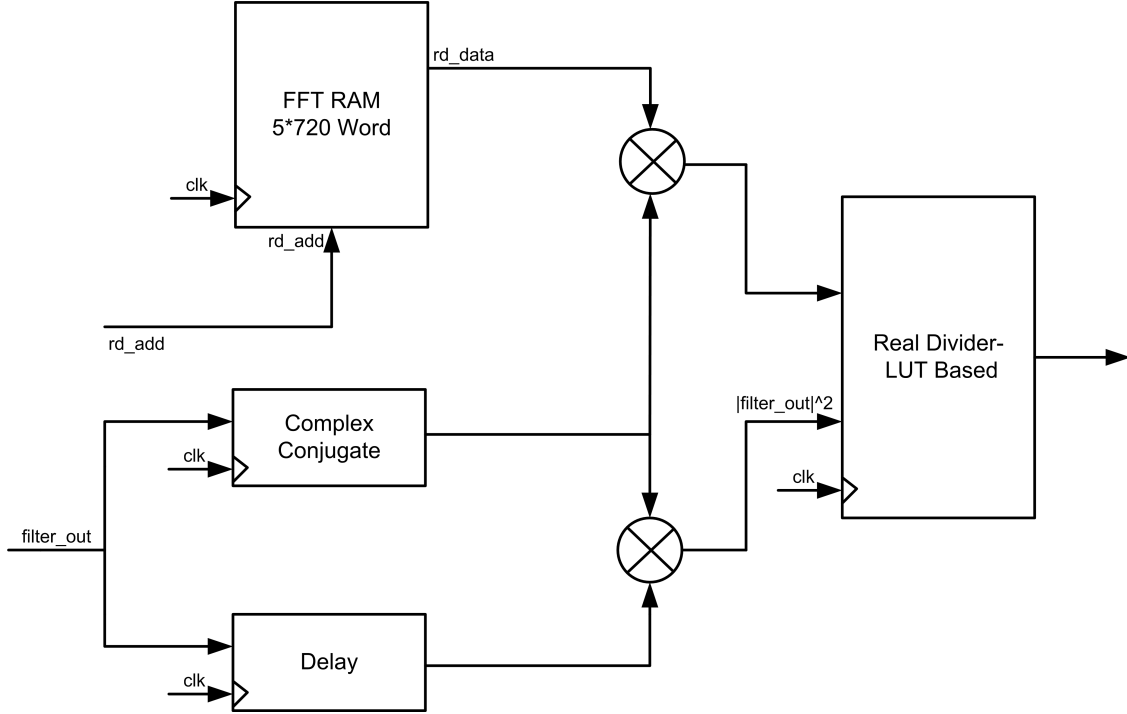 rd_data
FFT RAM
5*720 Word
clk
rd_add
rd_add
Real Divider-
LUT Based
|filter_out|^2
Complex
Conjugate
clk
clk
filter_out
Delay
clk